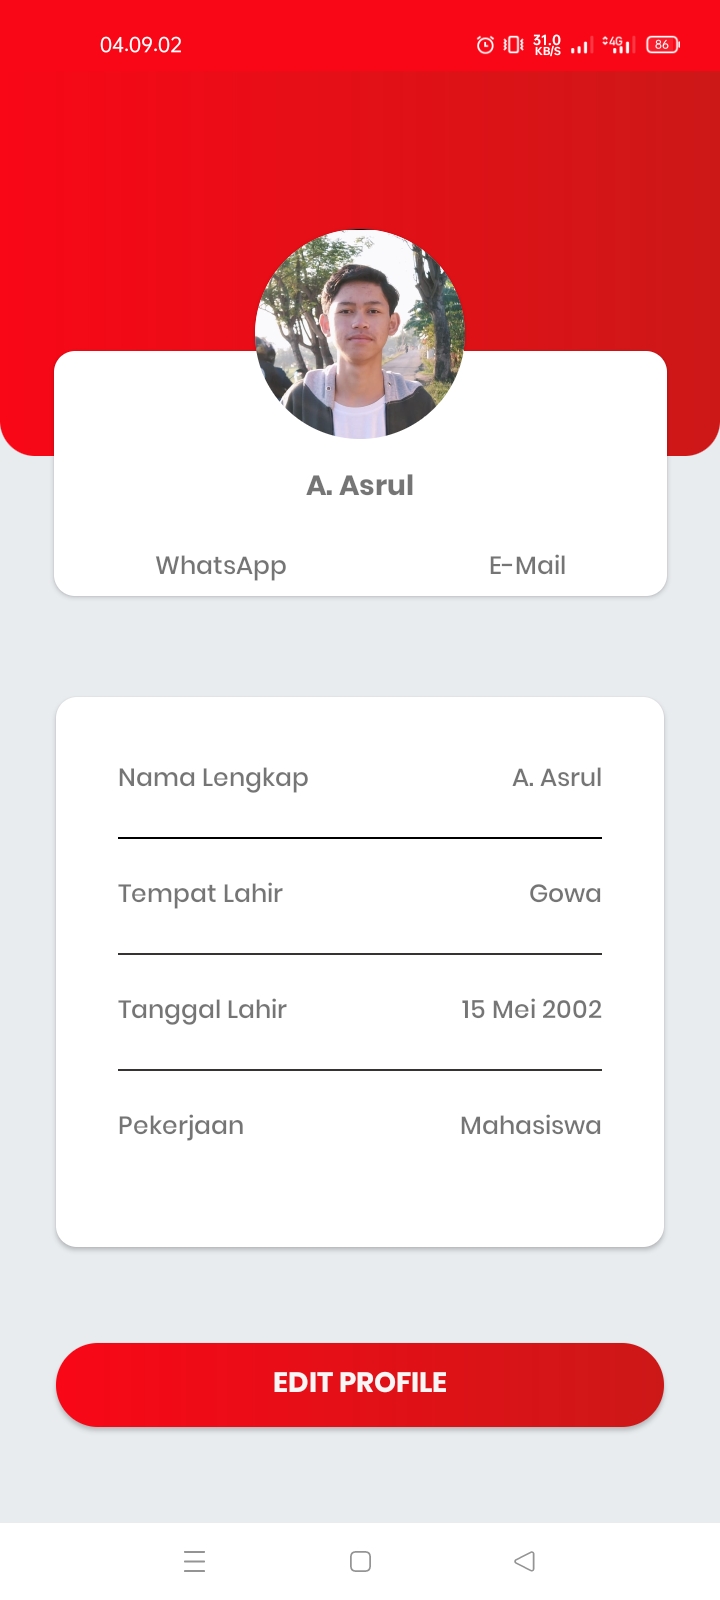 04.09.02 31.0 KB/S 4G 86
A. Asrul
WhatsApp E-Mail
Nama Lengkap A. Asrul
Tempat Lahir Gowa
Tanggal Lahir 15 Mei 2002
Pekerjaan Mahasiswa
EDIT PROFILE